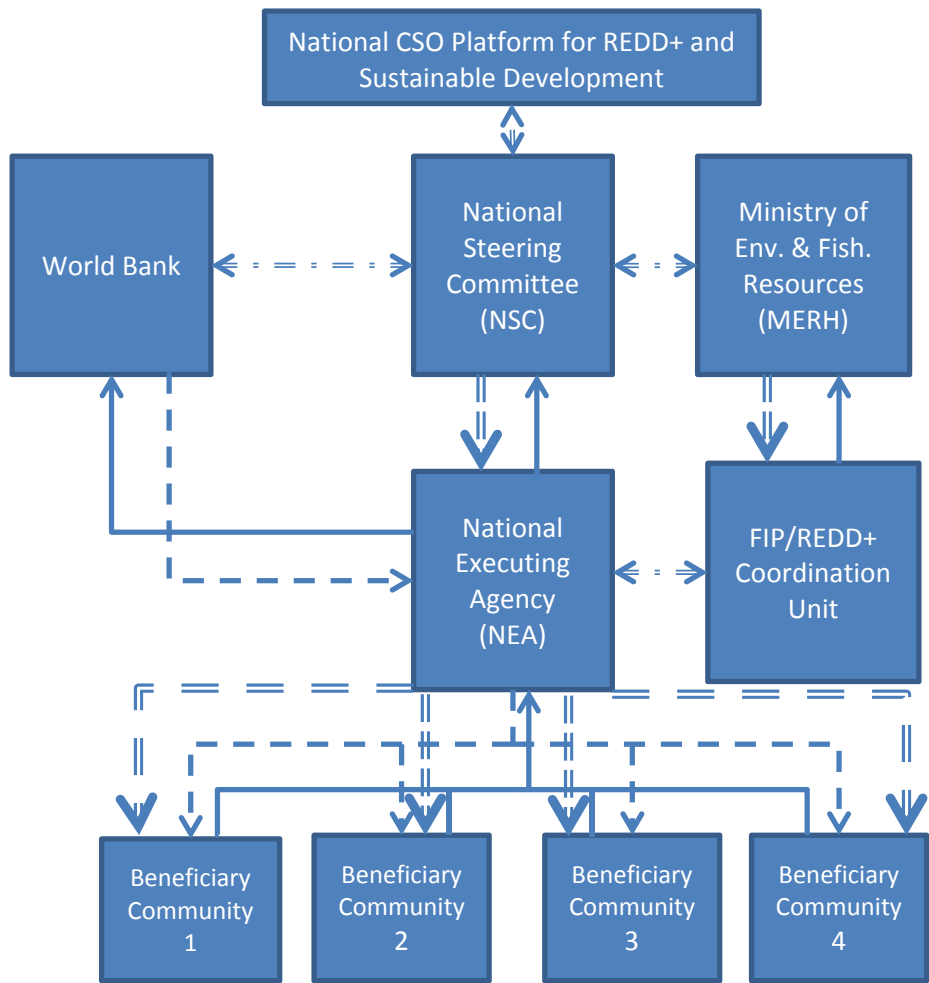 National CSO Platform for REDD+ and
Sustainable Development
World Bank
National
Steering
Committee
(NSC)
Ministry of
Env. & Fish.
Resources
(MERH)
National
Executing
Agency
(NEA)
FIP/REDD+
Coordination
Unit
Beneficiary
Community
1
Beneficiary
Community
2
Beneficiary
Community
3
Beneficiary
Community
4